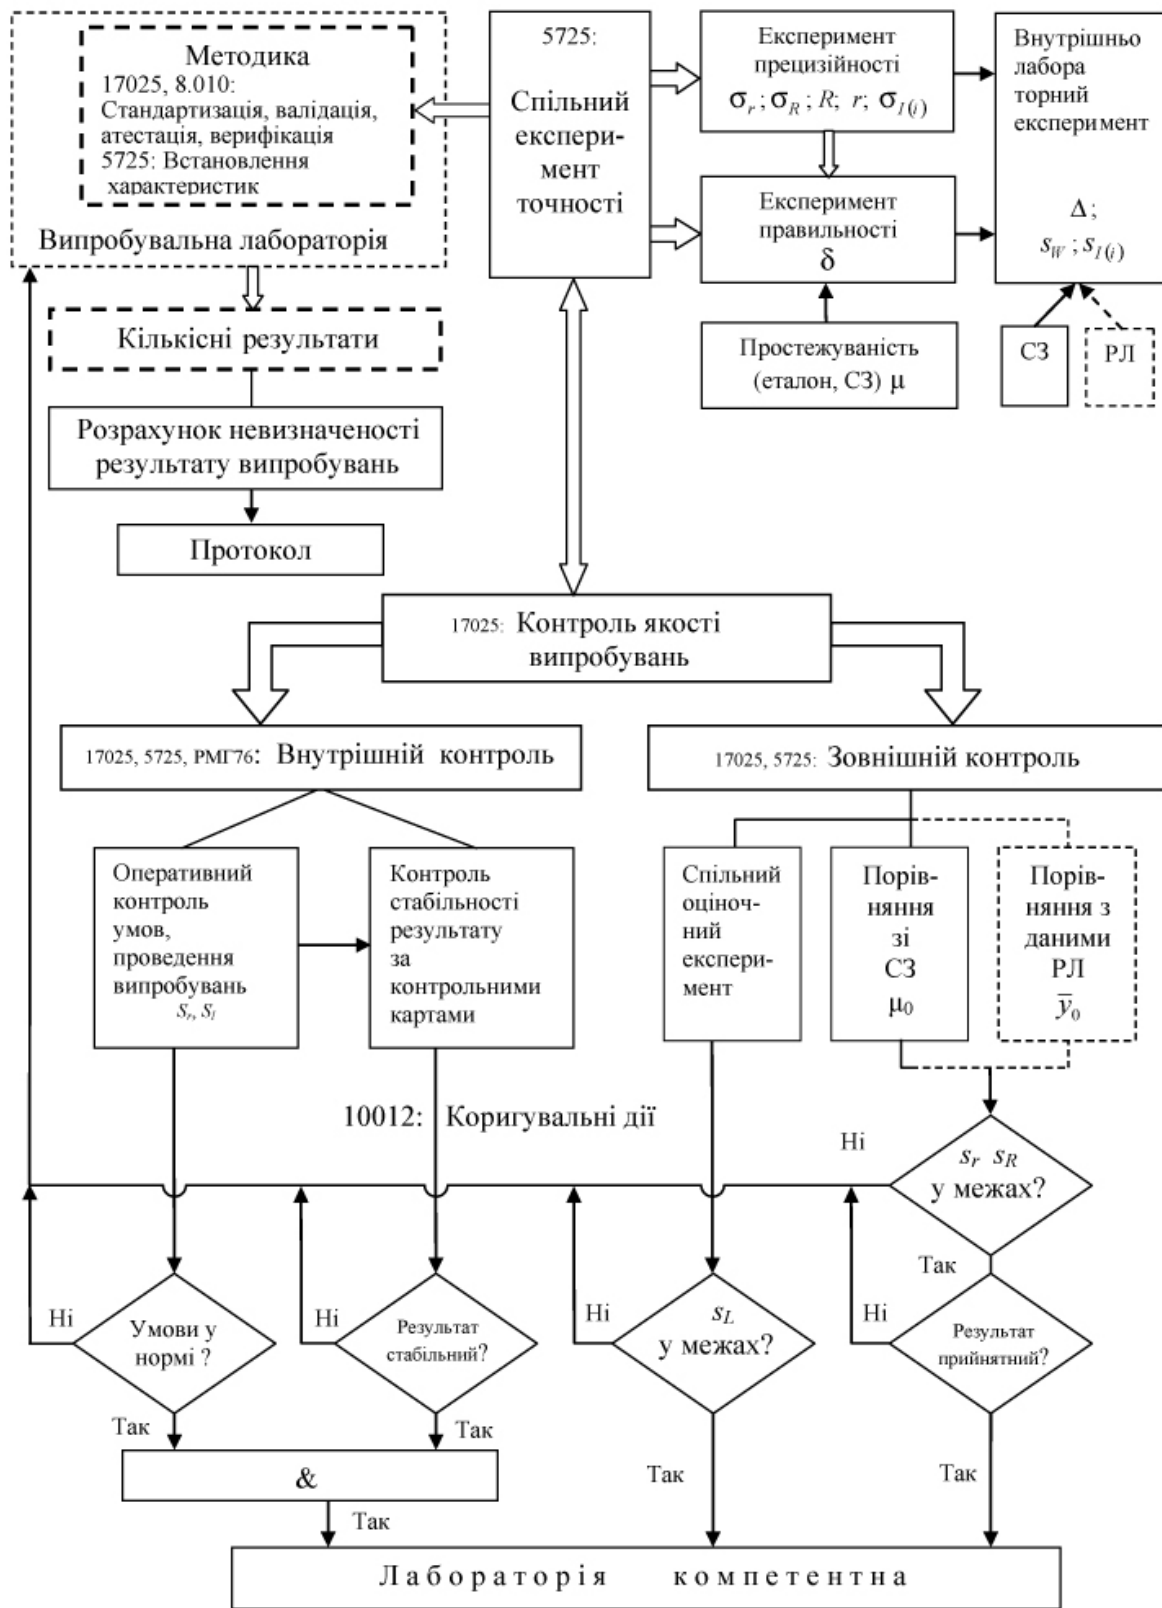 Методика
17025, 8.010:
Стандартизація, валідація,
атестація, верифікація
5725: Встановлення
характеристик
Випробувальна лабораторія
5725:
Спільний
експери-
мент
точності
Експеримент
прецизійності
σr ; σR ; R; r; σI(i)
Експеримент
правильності
δ
Простежуваність
(еталон, СЗ) μ
Внутрішньо
лабора
торний
експеримент
Δ;
sW ; sI(i)
СЗ
РЛ
Кількісні результати
Розрахунок невизначеності
результату випробувань
Протокол
17025: Контроль якості
випробувань
17025, 5725, РМГ76: Внутрішній контроль
17025, 5725: Зовнішній контроль
Оперативний
контроль
умов,
проведення
випробувань
Sr, SI
Контроль
стабільності
результату
за
контрольними
картами
Спільний
оціноч-
ний
експери-
мент
Порів-
няння
зі
СЗ
μ0
Порів-
няння з
даними
РЛ
y̅0
10012: Коригувальні дії
Ні
sr sR
у межах?
Так
Ні
Умови у
нормі ?
Ні
Результат
стабільний?
Ні
sL
у межах?
Ні
Результат
прийнятний?
Так
Так
&
Так
Так
Так
Лабораторія компетентна